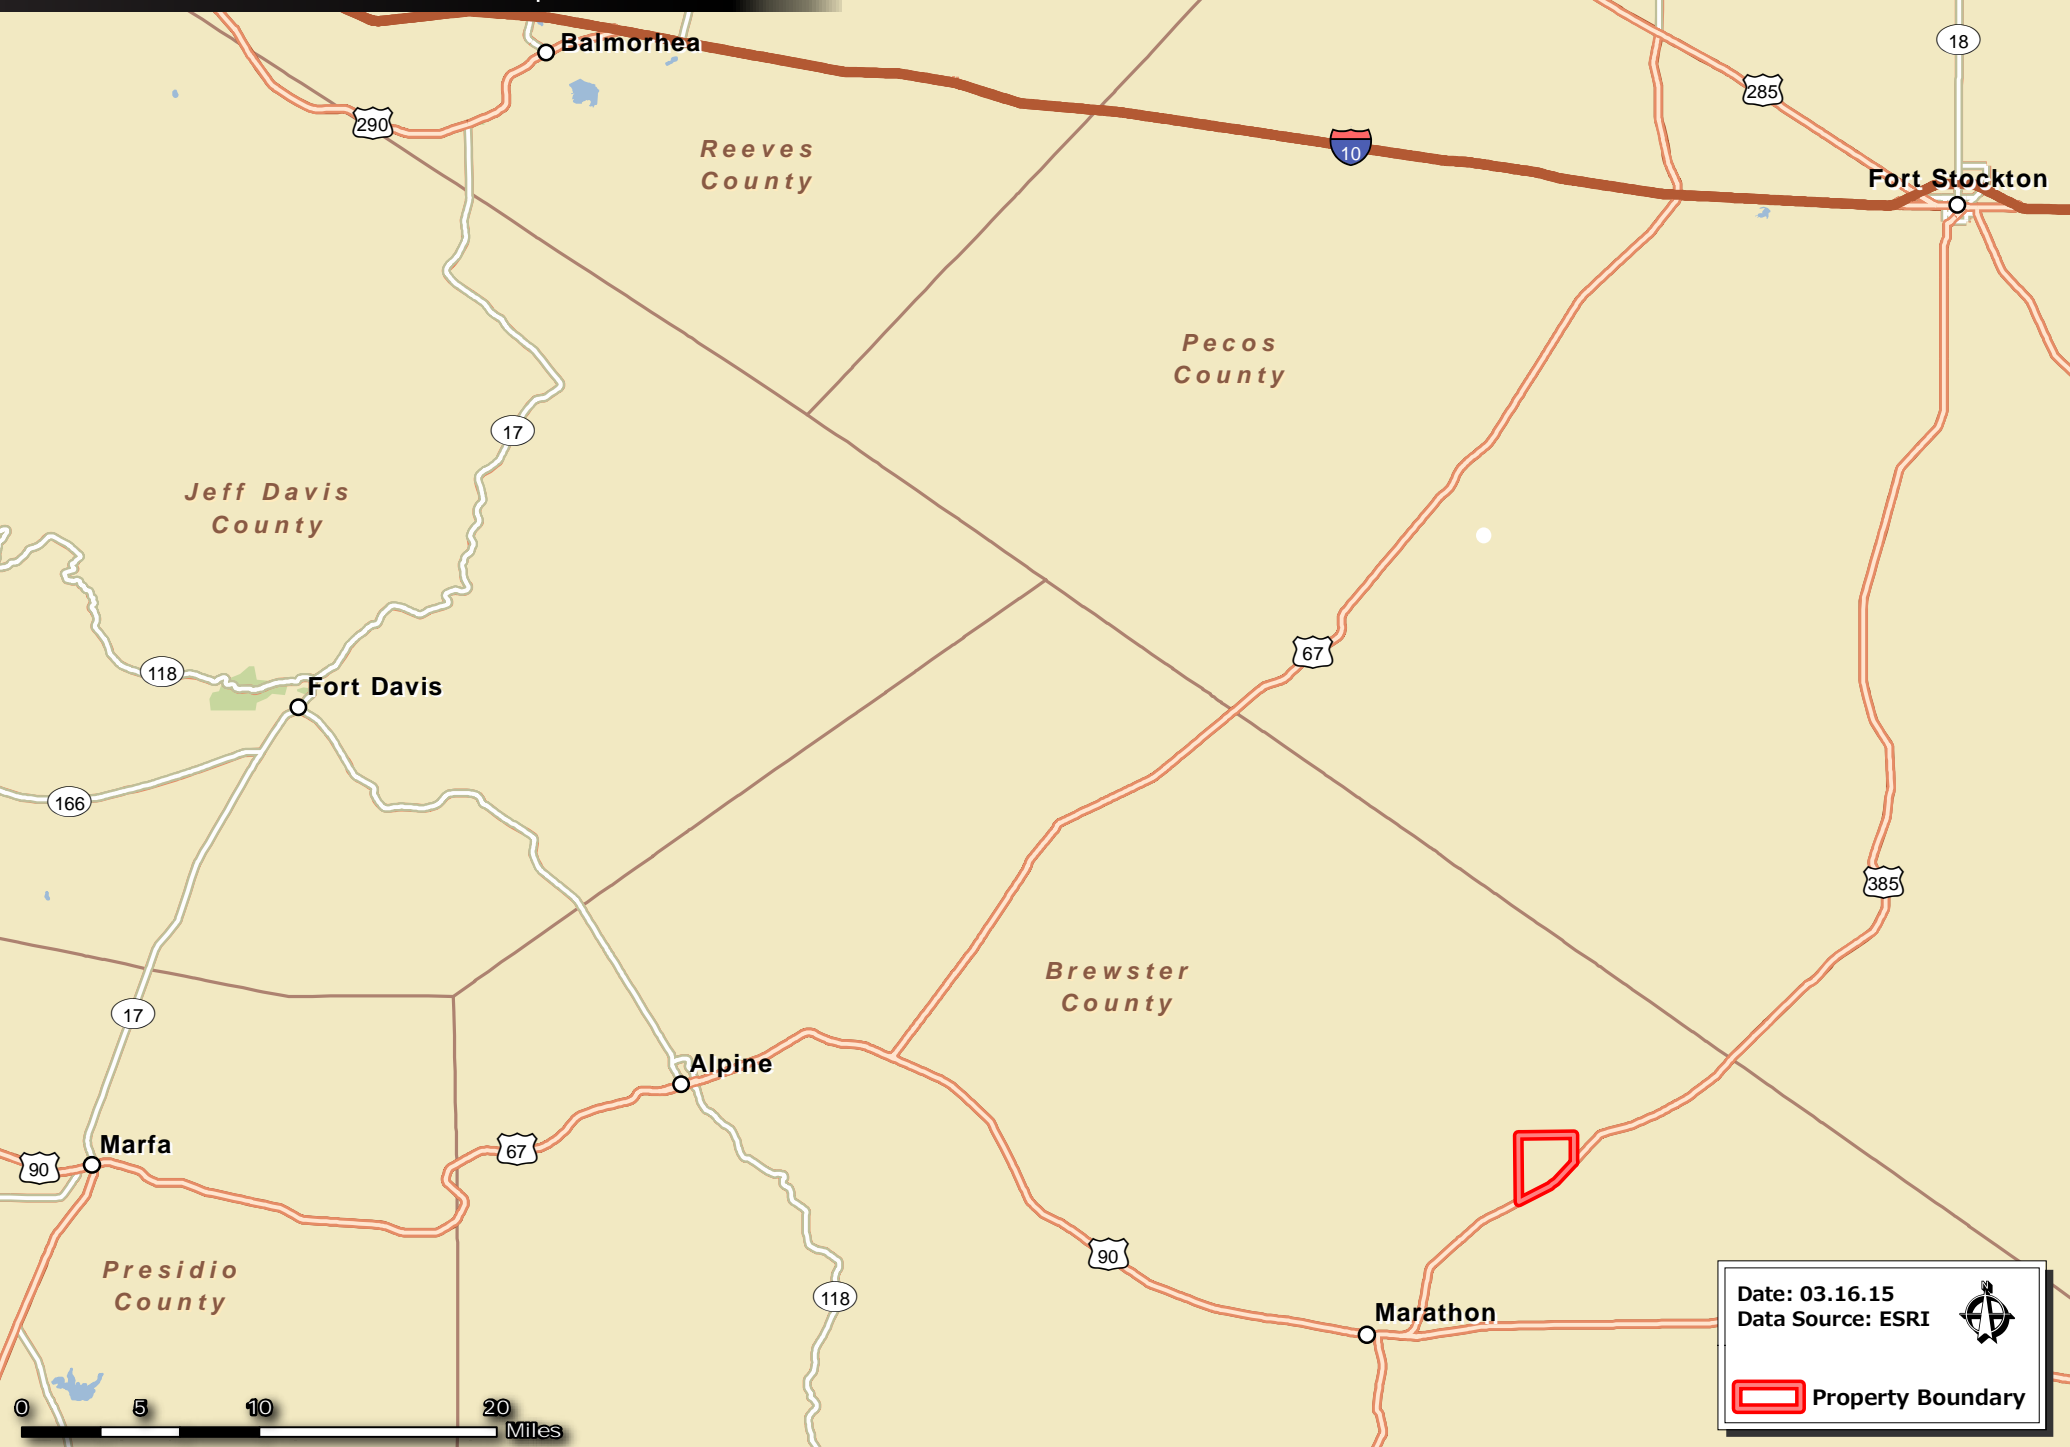 Balmorhea
18
285
290
Reeves
County
10
Fort Stockton
Pecos
County
17
Jeff Davis
County
67
118
Fort Davis
166
385
Brewster
County
17
Alpine
Marfa
67
90
90
Presidio
County
118
Marathon
N
Date: 03.16.15
Data Source: ESRI
Property Boundary
0 5 10 20
Miles